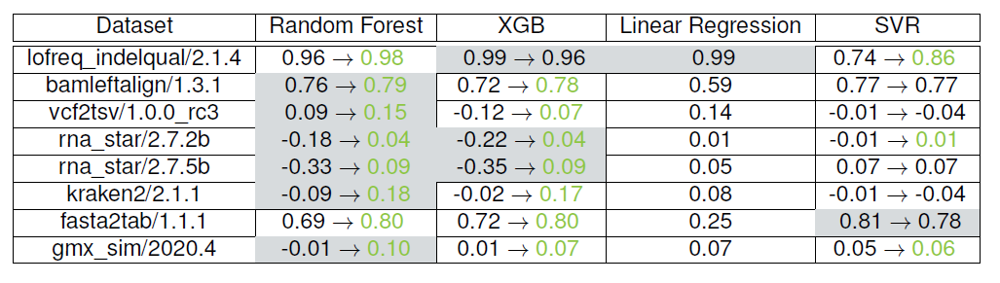 Dataset Random Forest XGB Linear Regression SVR
lofreq_indelqual/2.1.4 0.96 → 0.98 0.99 → 0.96 0.99 0.74 → 0.86
bamleftalign/1.3.1 0.76 → 0.79 0.72 → 0.78 0.59 0.77 → 0.77
vcf2tsv/1.0.0_rc3 0.09 → 0.15 -0.12 → 0.07 0.14 -0.01 → -0.04
rna_star/2.7.2b -0.18 → 0.04 -0.22 → 0.04 0.01 -0.01 → 0.01
rna_star/2.7.5b -0.33 → 0.09 -0.35 → 0.09 0.05 0.07 → 0.07
kraken2/2.1.1 -0.09 → 0.18 -0.02 → 0.17 0.08 -0.01 → -0.04
fasta2tab/1.1.1 0.69 → 0.80 0.72 → 0.80 0.25 0.81 → 0.78
gmx_sim/2020.4 -0.01 → 0.10 0.01 → 0.07 0.07 0.05 → 0.06